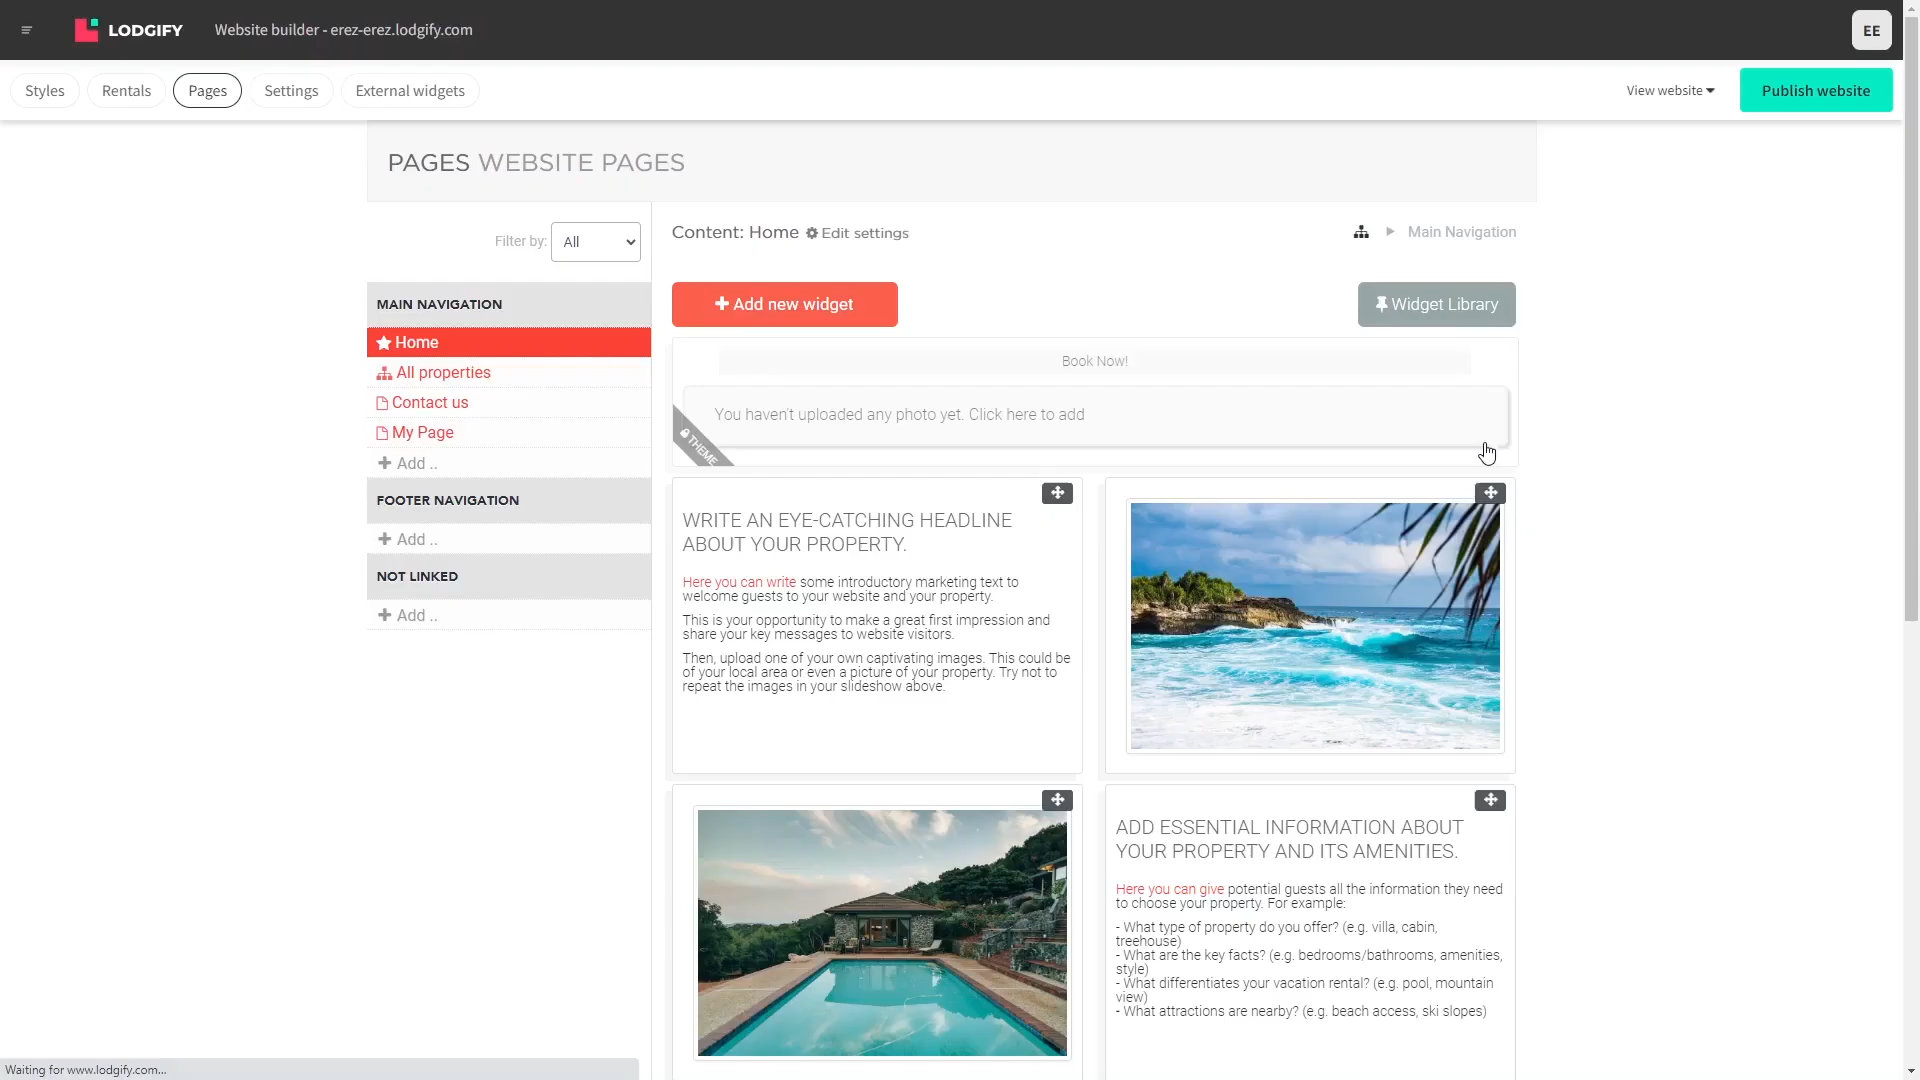 LODGIFY
Website builder - erez-erez.lodgify.com
EE
Styles
Rentals
Pages
Settings
External widgets
View website
Publish website
PAGES WEBSITE PAGES
Filter by:
All
MAIN NAVIGATION
Home
All properties
Contact us
My Page
Add ..
FOOTER NAVIGATION
Add ..
NOT LINKED
Add ..
Content: Home
Edit settings
Main Navigation
Add new widget
Widget Library
Book Now!
You haven't uploaded any photo yet. Click here to add
THEME
WRITE AN EYE-CATCHING HEADLINE
ABOUT YOUR PROPERTY.
Here you can write some introductory marketing text to
welcome guests to your website and your property.
This is your opportunity to make a great first impression and
share your key messages to website visitors.
Then, upload one of your own captivating images. This could be
of your local area or even a picture of your property. Try not to
repeat the images in your slideshow above.
ADD ESSENTIAL INFORMATION ABOUT
YOUR PROPERTY AND ITS AMENITIES.
Here you can give potential guests all the information they need
to choose your property. For example:
- What type of property do you offer? (e.g. villa, cabin,
treehouse)
- What are the key facts? (e.g. bedrooms/bathrooms, amenities,
style)
- What differentiates your vacation rental? (e.g. pool, mountain
view)
- What attractions are nearby? (e.g. beach access, ski slopes)
Waiting for www.lodgify.com...